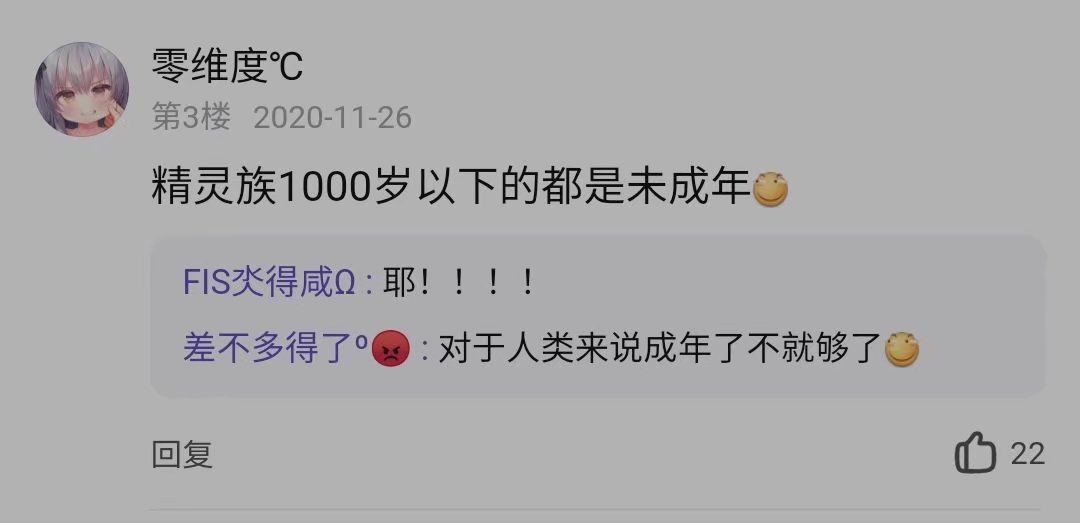 零维度℃
第3楼 2020-11-26
精灵族1000岁以下的都是未成年
FIS烾得咸Ω : 耶！！！！
差不多得了º😡 : 对于人类来说成年了不就够了
回复
22